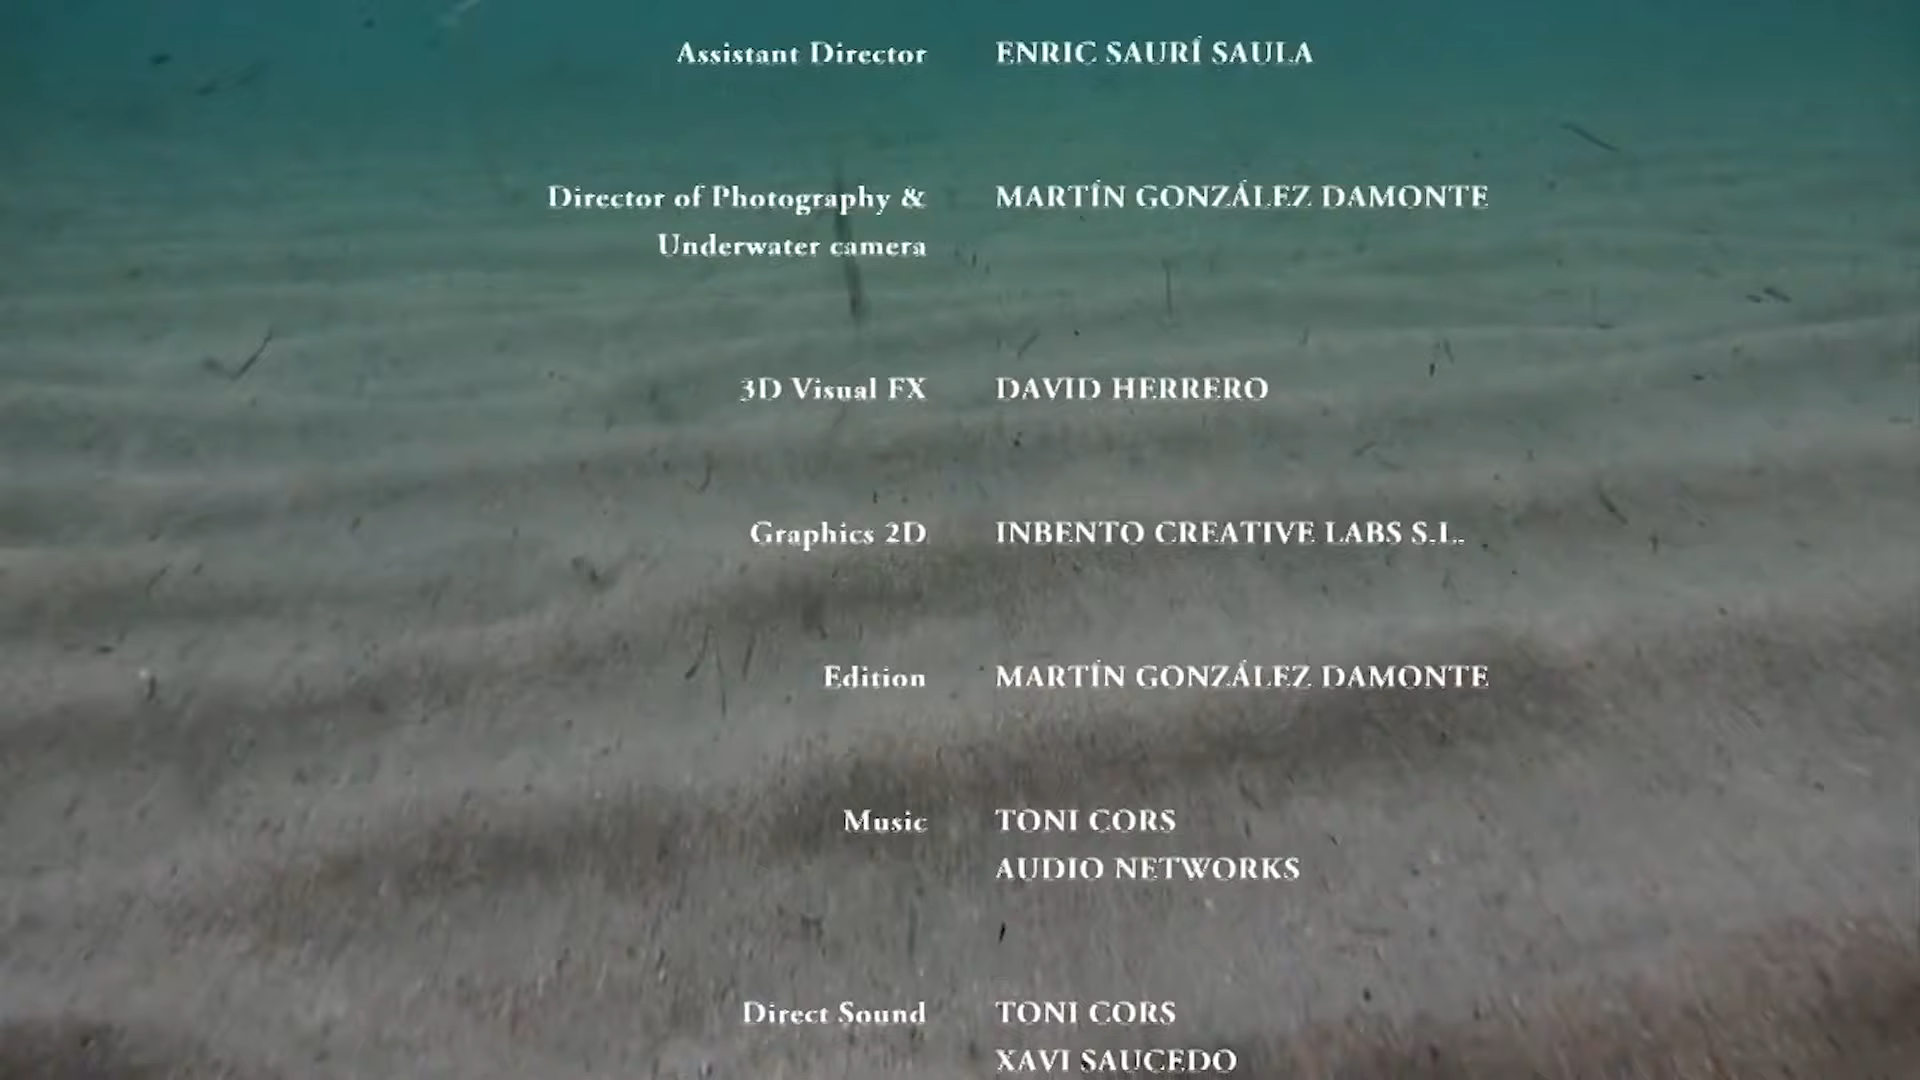 Assistant Director ENRIC SAURÍ SAULA
Director of Photography & MARTÍN GONZÁLEZ DAMONTE
Underwater camera
3D Visual FX DAVID HERRERO
Graphics 2D INBENTO CREATIVE LABS S.L.
Edition MARTÍN GONZÁLEZ DAMONTE
Music TONI CORS
AUDIO NETWORKS
Direct Sound TONI CORS
XAVI SAUCEDO